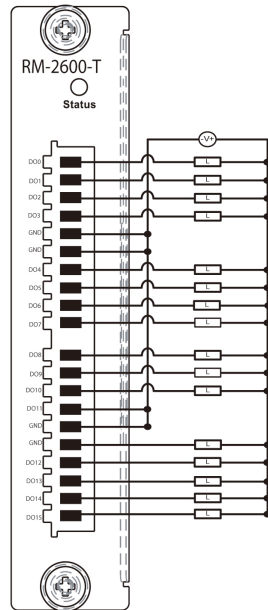 RM-2600-T
Status
-V+
DO0 L
DO1 L
DO2 L
DO3 L
GND
GND
DO4 L
DO5 L
DO6 L
DO7 L
DO8 L
DO9 L
DO10 L
DO11
GND
GND L
DO12 L
DO13 L
DO14 L
DO15 L